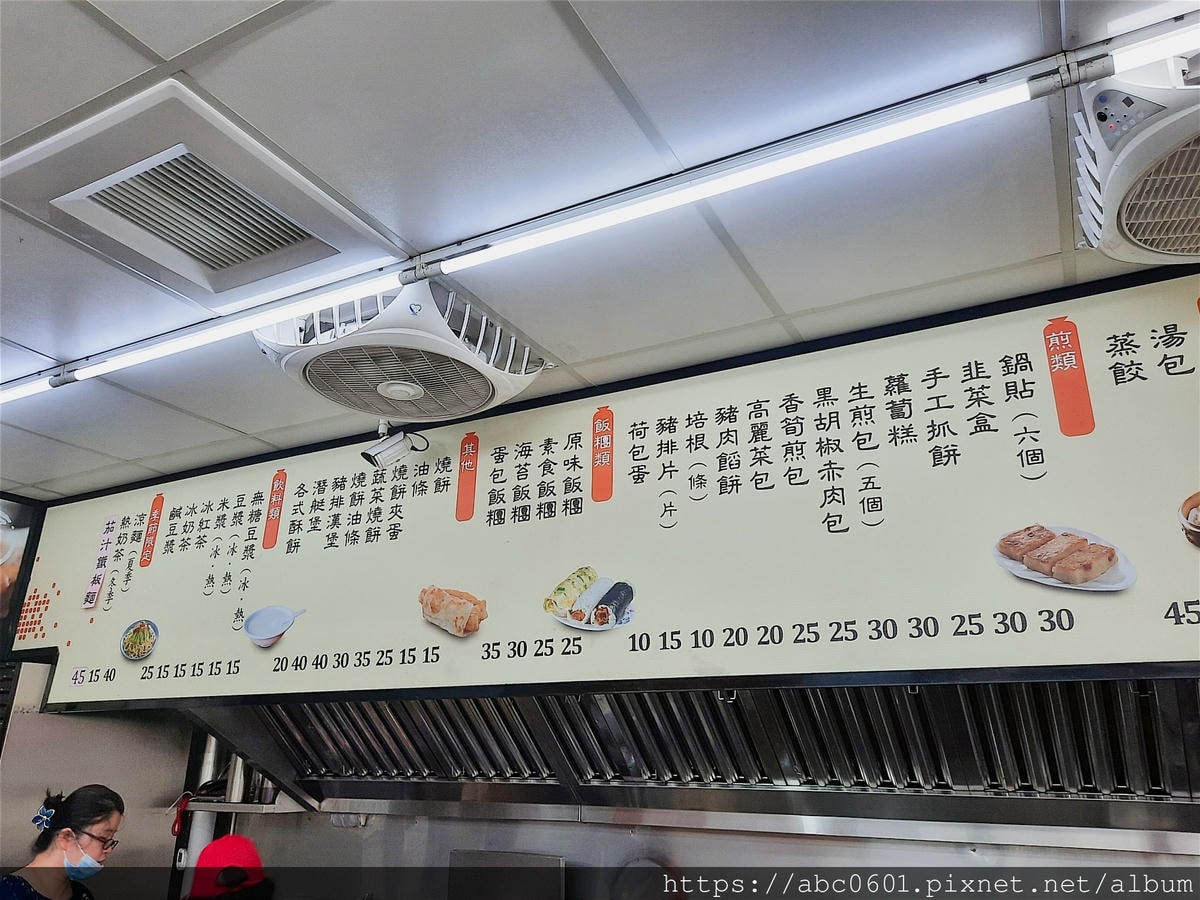 湯包
蒸餃
煎類
鍋貼(六個)
韭菜盒
手工抓餅
蘿蔔糕
生煎包(五個)
黑胡椒赤肉包
香筍煎包
高麗菜包
豬肉餡餅
培根(條)
豬排片(片)
荷包蛋
飯糰類
原味飯糰
素食飯糰
海苔飯糰
蛋包飯糰
其他
燒餅
油條
燒餅夾蛋
蔬菜燒餅
燒餅油條
豬排漢堡
潛艇堡
各式酥餅
飲料類
無糖豆漿(冰.熱)
豆漿(冰.熱)
米漿(冰.熱)
冰紅茶
冰奶茶
鹹豆漿
季節限定
涼麵(夏季)
熱奶茶(冬季)
茄汁鐵板麵
45 15 40 25 15 15 15 15 15 20 40 40 30 35 25 15 15 35 30 25 25 10 15 10 20 20 25 25 30 30 25 30 30 45
https://abc0601.pixnet.net/album